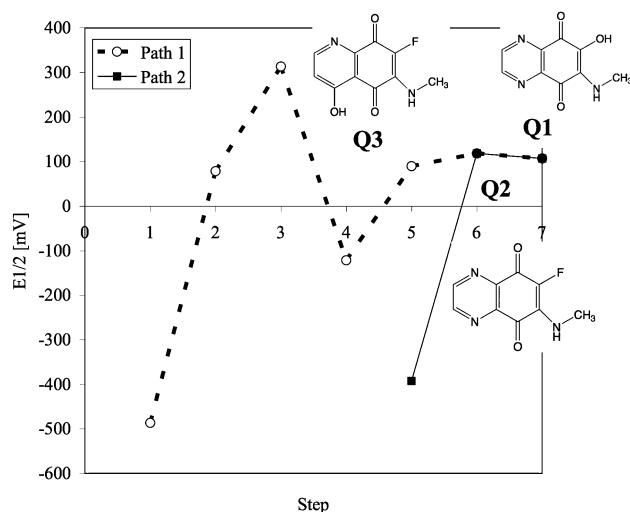 400
300
200
100
0
-100
-200
-300
-400
-500
-600
E1/2 [mV]
Path 1
Path 2
0 1 2 3 4 5 6 7
Step
O
N
F
N
H
CH3
OH
O
Q3
O
N
OH
N
N
H
CH3
O
Q1
Q2
O
N
F
N
N
H
CH3
O